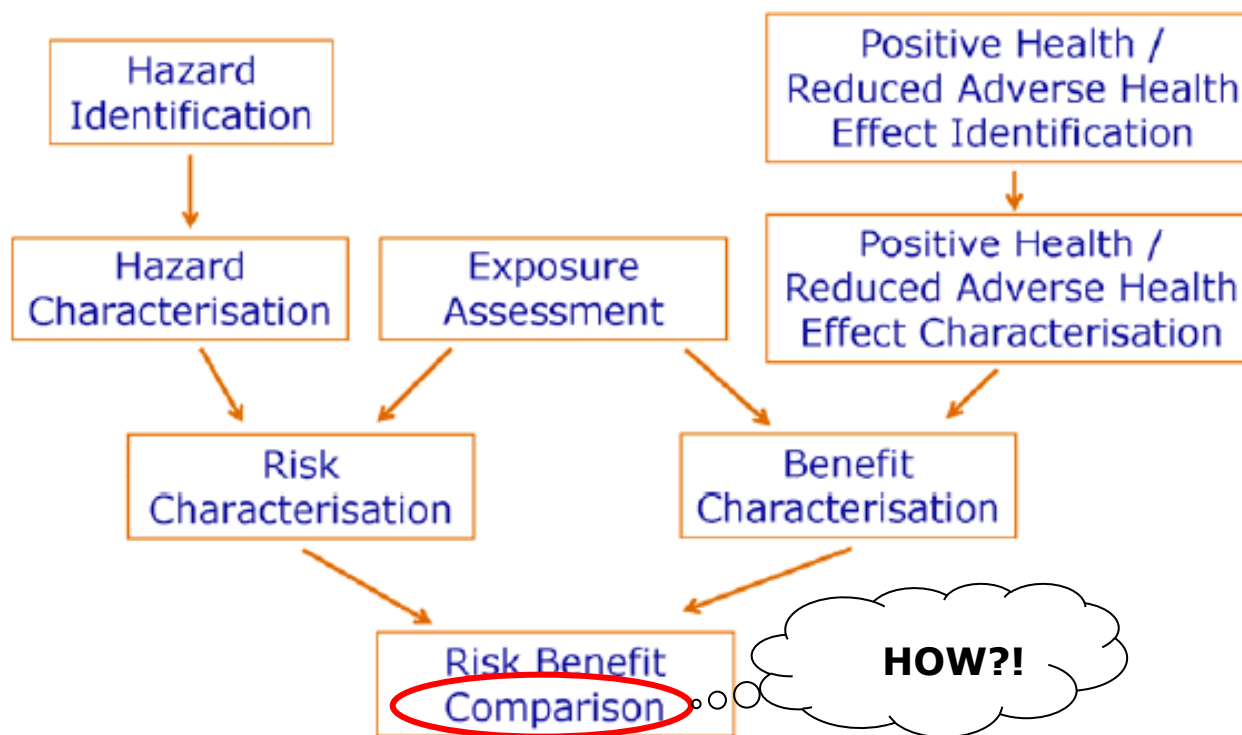 Hazard
Identification
Positive Health /
Reduced Adverse Health
Effect Identification
Hazard
Characterisation
Exposure
Assessment
Positive Health /
Reduced Adverse Health
Effect Characterisation
Risk
Characterisation
Benefit
Characterisation
Risk Benefit
Comparison
HOW?!